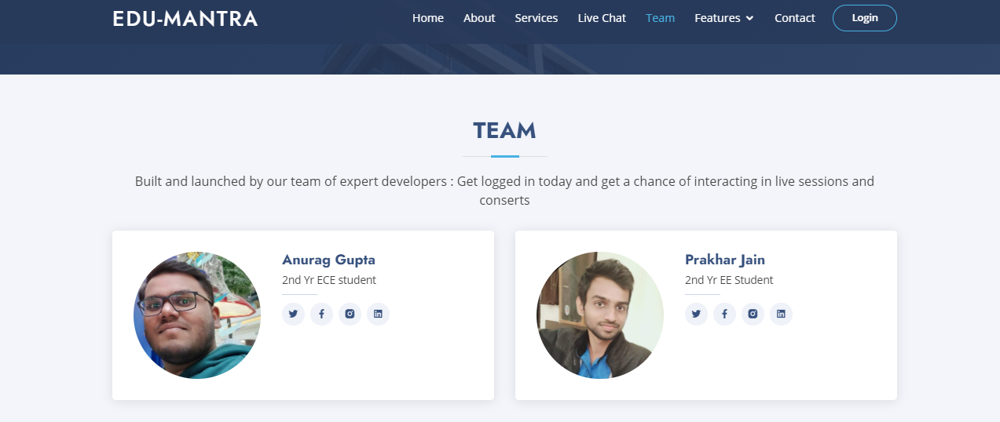 EDU-MANTRA
Home About Services Live Chat Team Features Contact Login
TEAM
Built and launched by our team of expert developers : Get logged in today and get a chance of interacting in live sessions and
conserts
Anurag Gupta
2nd Yr ECE student
Prakhar Jain
2nd Yr EE Student